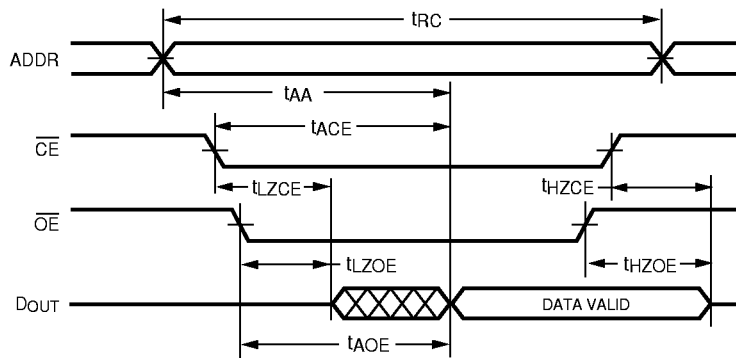 tRC
ADDR
tAA
tACE
CE
tLZCE
tHZCE
OE
tLZOE
tHZOE
DOUT
DATA VALID
tAOE